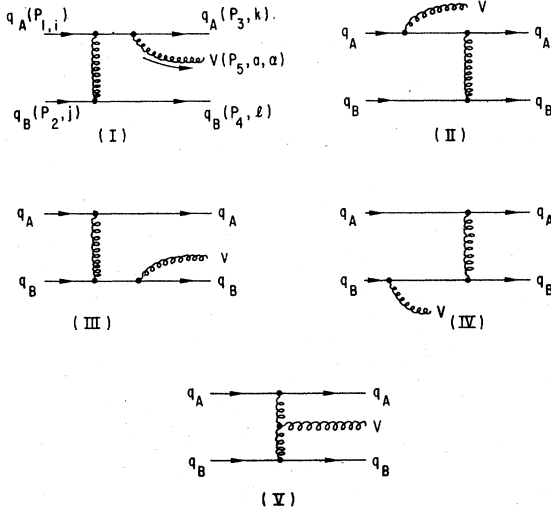 q_A(P_1,i) q_A(P_3,k).
V(P_5,a,α)
q_B(P_2,j) q_B(P_4,ℓ)
(I)
V
q_A q_A
q_B q_B
(II)
q_A q_A
V
q_B q_B
(III)
q_A q_A
q_B q_B
V
(IV)
q_A q_A
V
q_B q_B
(V)